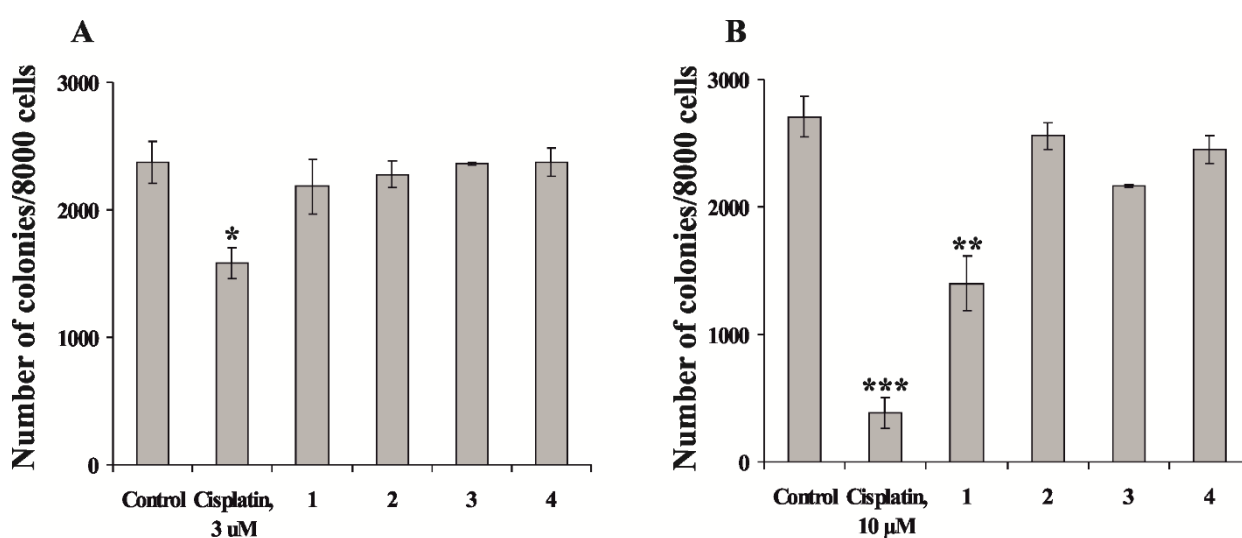 A
Number of colonies/8000 cells
3000
2000
1000
0
*
Control
Cisplatin,
3 uM
1
2
3
4
B
Number of colonies/8000 cells
3000
2000
1000
0
***
**
Control
Cisplatin,
10 μM
1
2
3
4